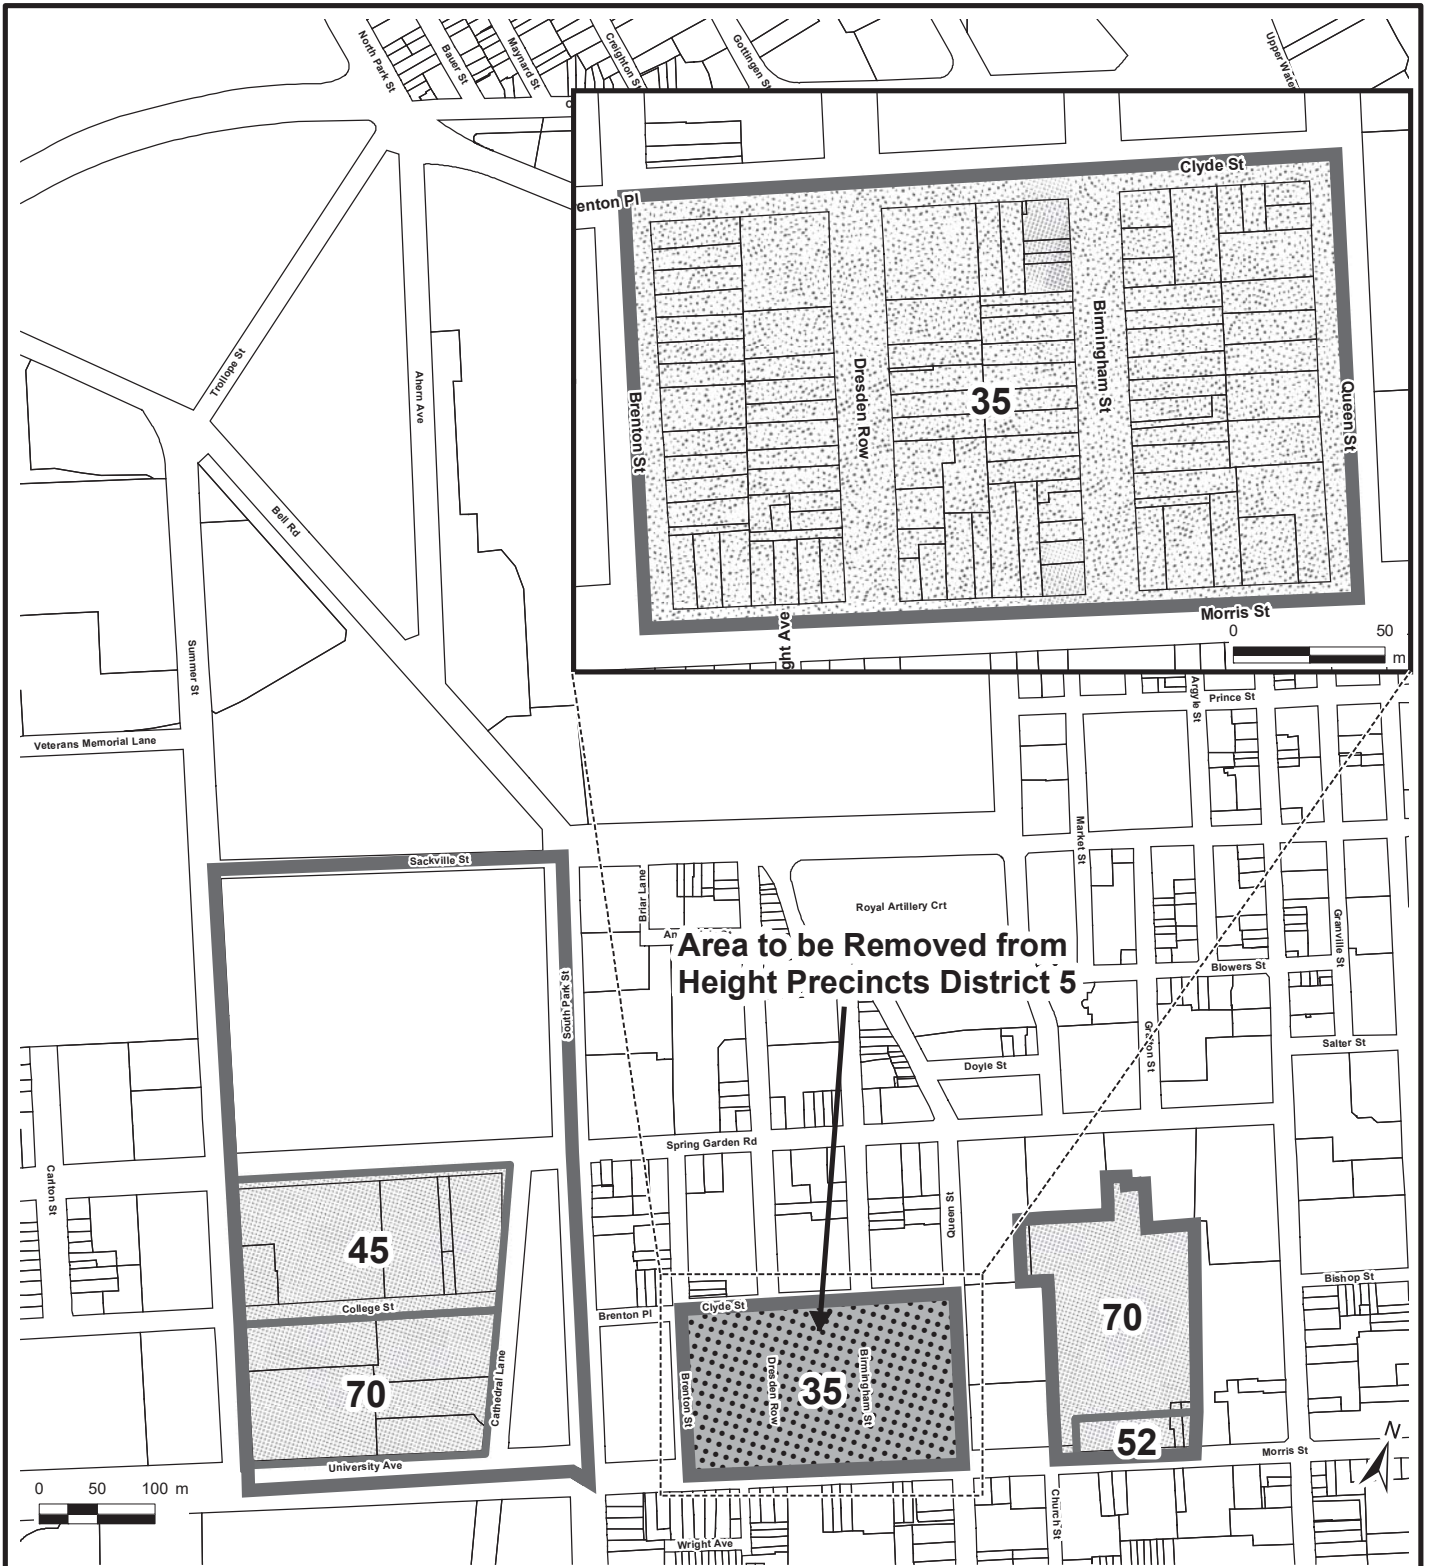 North Park St
Bauer St
Maynard St
Creighton St
Gottingen St
Clyde St
enton Pl
Brenton St
Dresden Row
Birmingham St
Queen St
35
Morris St
ght Ave
0 50
m
Trollope St
Ahern Ave
Bell Rd
Summer St
Veterans Memorial Lane
Argyle St
Prince St
Market St
Sackville St
Briar Lane
Royal Artillery Crt
Area to be Removed from
Height Precincts District 5
Granville St
Blowers St
South Park St
Grafton St
Salter St
Doyle St
Spring Garden Rd
Carlton St
Queen St
45
College St
Bishop St
Brenton Pl
Clyde St
70
70
Cathedral Lane
Brenton St
Dresden Row
35
Birmingham St
52
Morris St
N
University Ave
0 50 100 m
Church St
Wright Ave